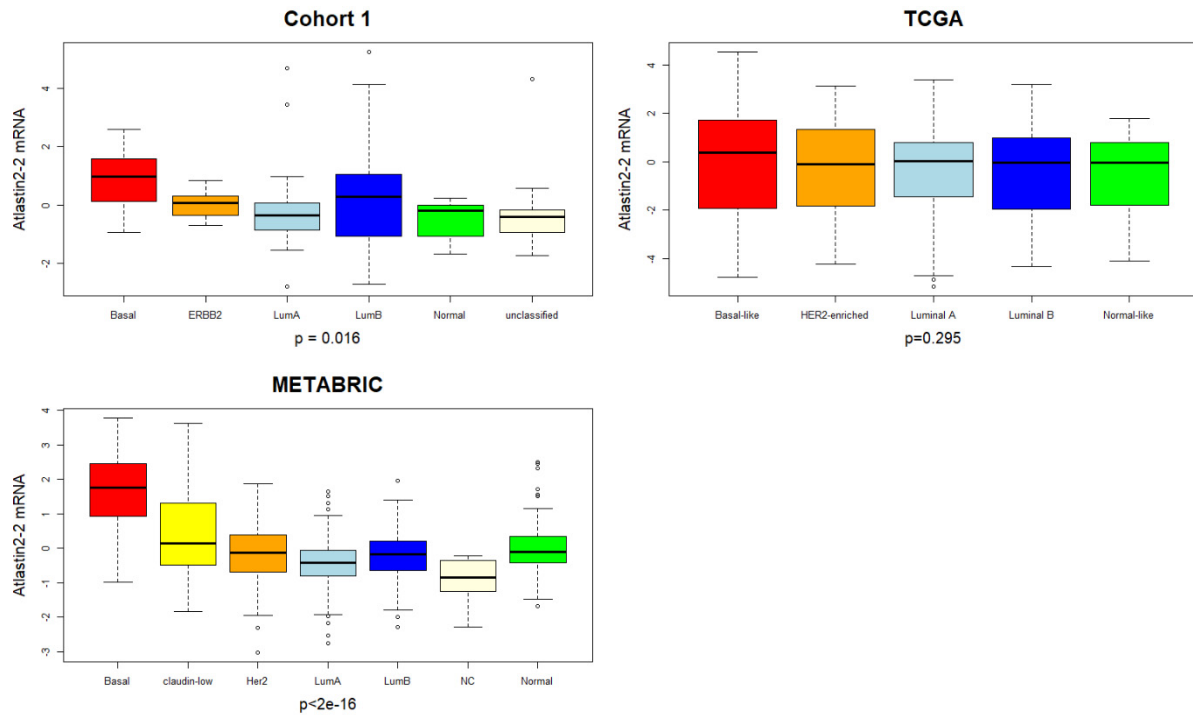 Cohort 1
Atlastin2-2 mRNA
4
2
0
-2
Basal ERBB2 LumA LumB Normal unclassified
p = 0.016
TCGA
Atlastin2-2 mRNA
4
2
0
-2
-4
Basal-like HER2-enriched Luminal A Luminal B Normal-like
p=0.295
METABRIC
Atlastin2-2 mRNA
4
3
2
1
0
-1
-2
-3
Basal claudin-low Her2 LumA LumB NC Normal
p<2e-16